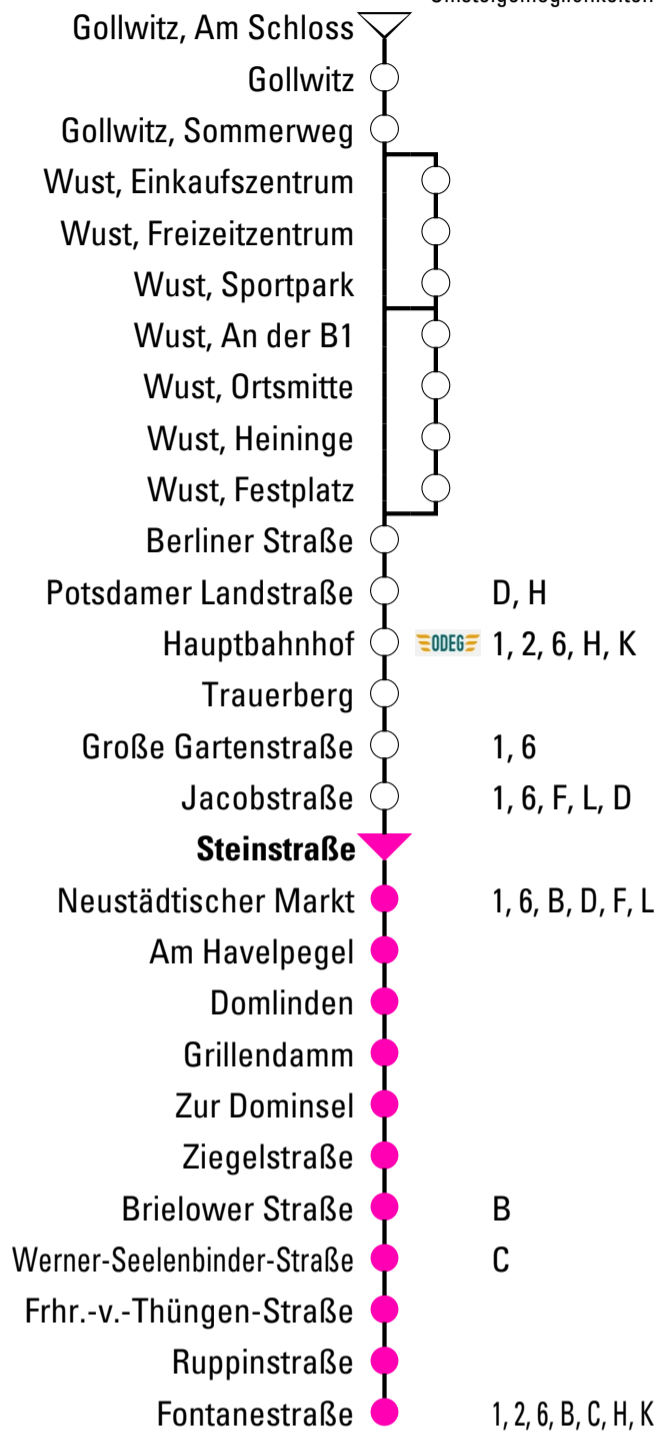 Umsteigemöglichkeiten
Gollwitz, Am Schloss
Gollwitz
Gollwitz, Sommerweg
Wust, Einkaufszentrum
Wust, Freizeitzentrum
Wust, Sportpark
Wust, An der B1
Wust, Ortsmitte
Wust, Heininge
Wust, Festplatz
Berliner Straße
Potsdamer Landstraße D, H
Hauptbahnhof ODEG 1, 2, 6, H, K
Trauerberg
Große Gartenstraße 1, 6
Jacobstraße 1, 6, F, L, D
Steinstraße
Neustädtischer Markt 1, 6, B, D, F, L
Am Havelpegel
Domlinden
Grillendamm
Zur Dominsel
Ziegelstraße
Brielower Straße B
Werner-Seelenbinder-Straße C
Frhr.-v.-Thüngen-Straße
Ruppinstraße
Fontanestraße 1, 2, 6, B, C, H, K